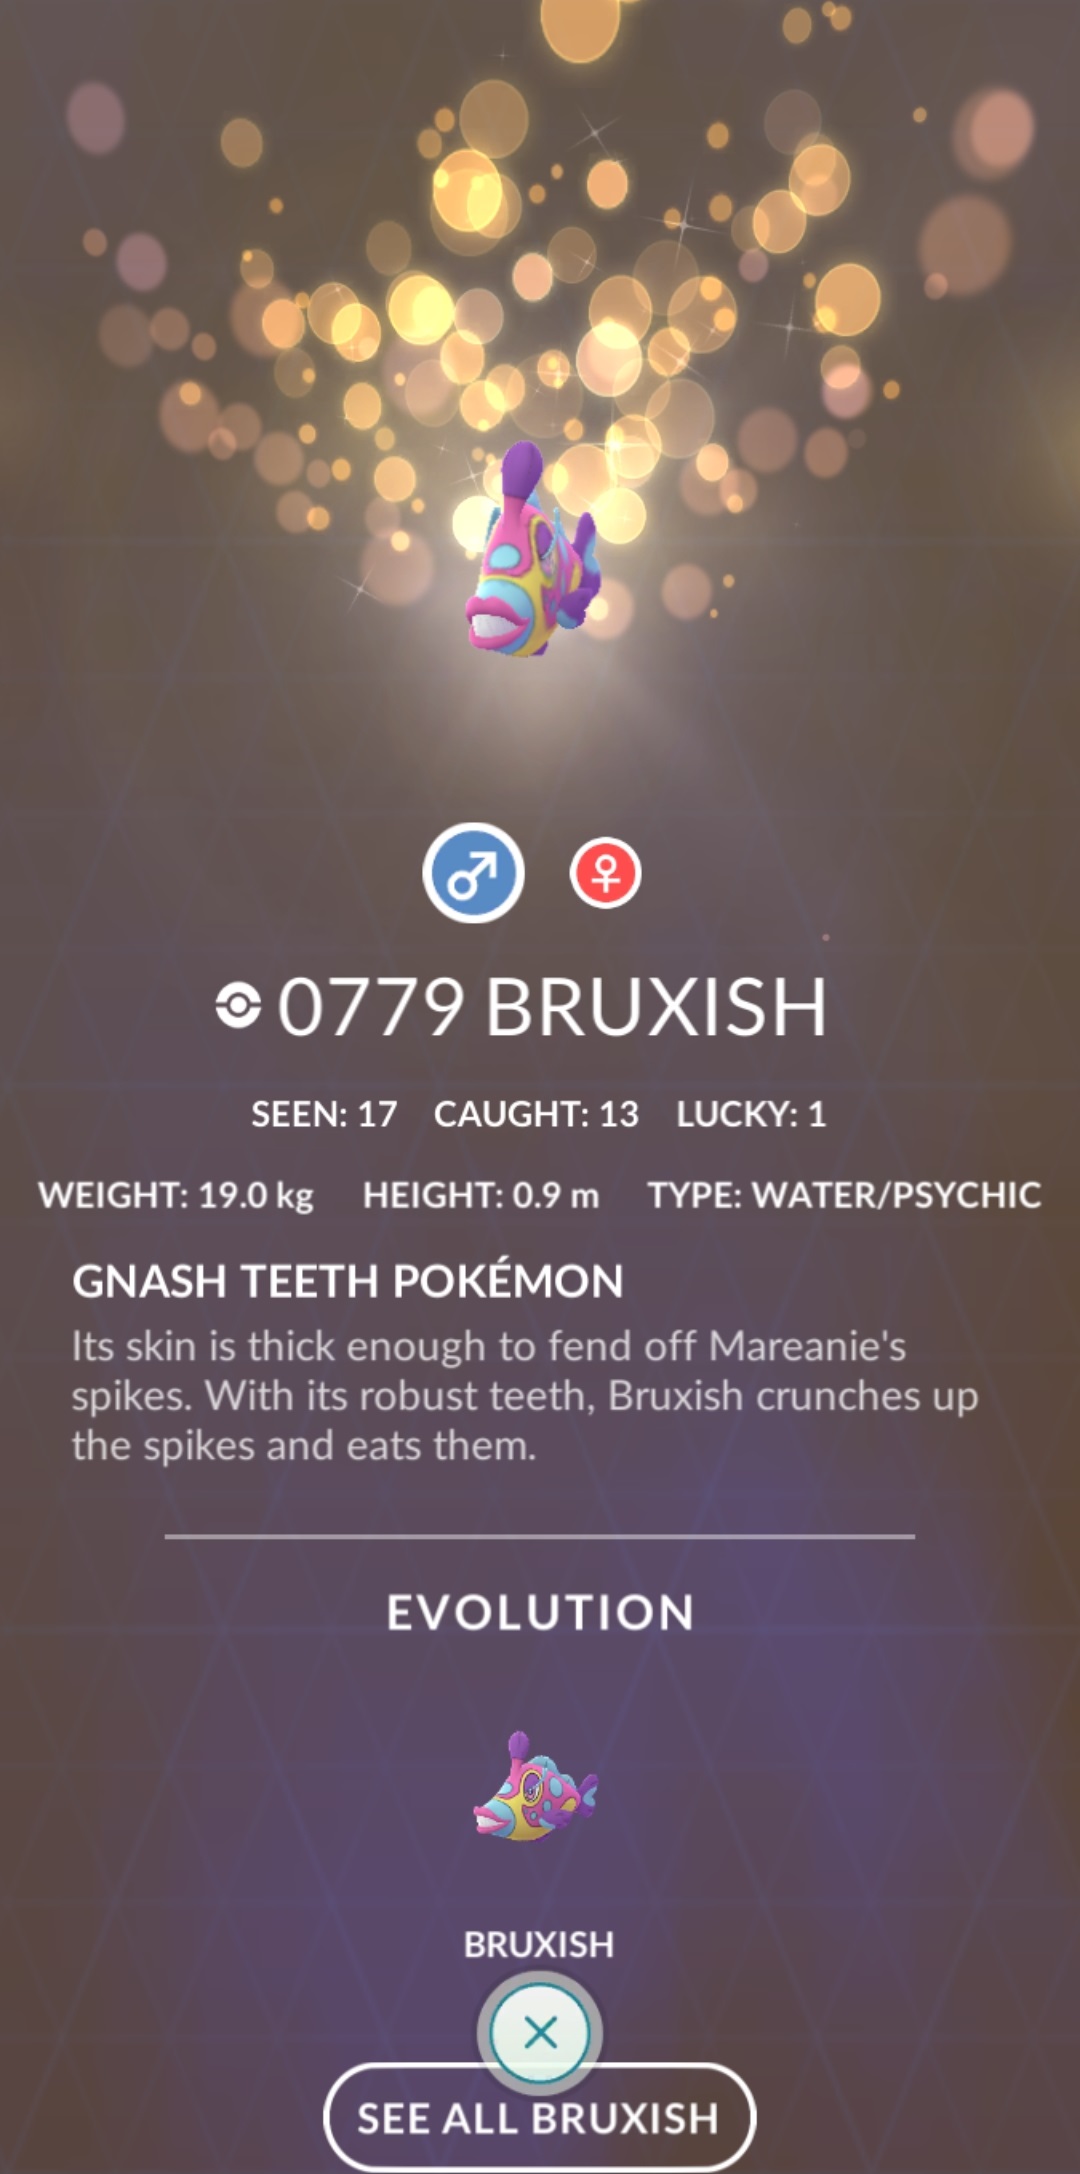 0779 BRUXISH
SEEN: 17 CAUGHT: 13 LUCKY: 1
WEIGHT: 19.0 kg HEIGHT: 0.9 m TYPE: WATER/PSYCHIC
GNASH TEETH POKÉMON
Its skin is thick enough to fend off Mareanie's
spikes. With its robust teeth, Bruxish crunches up
the spikes and eats them.
EVOLUTION
BRUXISH
SEE ALL BRUXISH